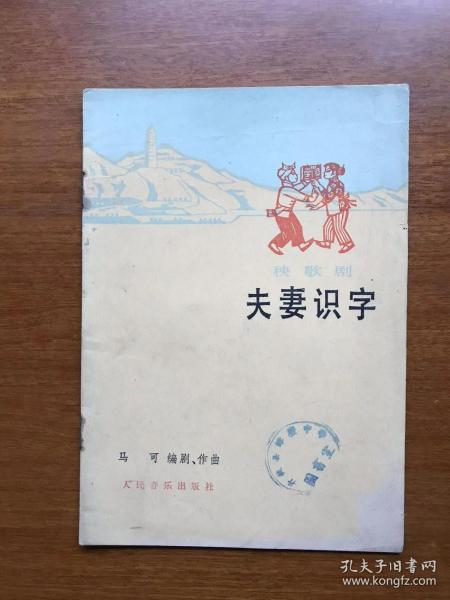 秧歌剧
夫妻识字
马可 编剧、作曲
人民音乐出版社
孔夫子旧书网
www.kongfz.com